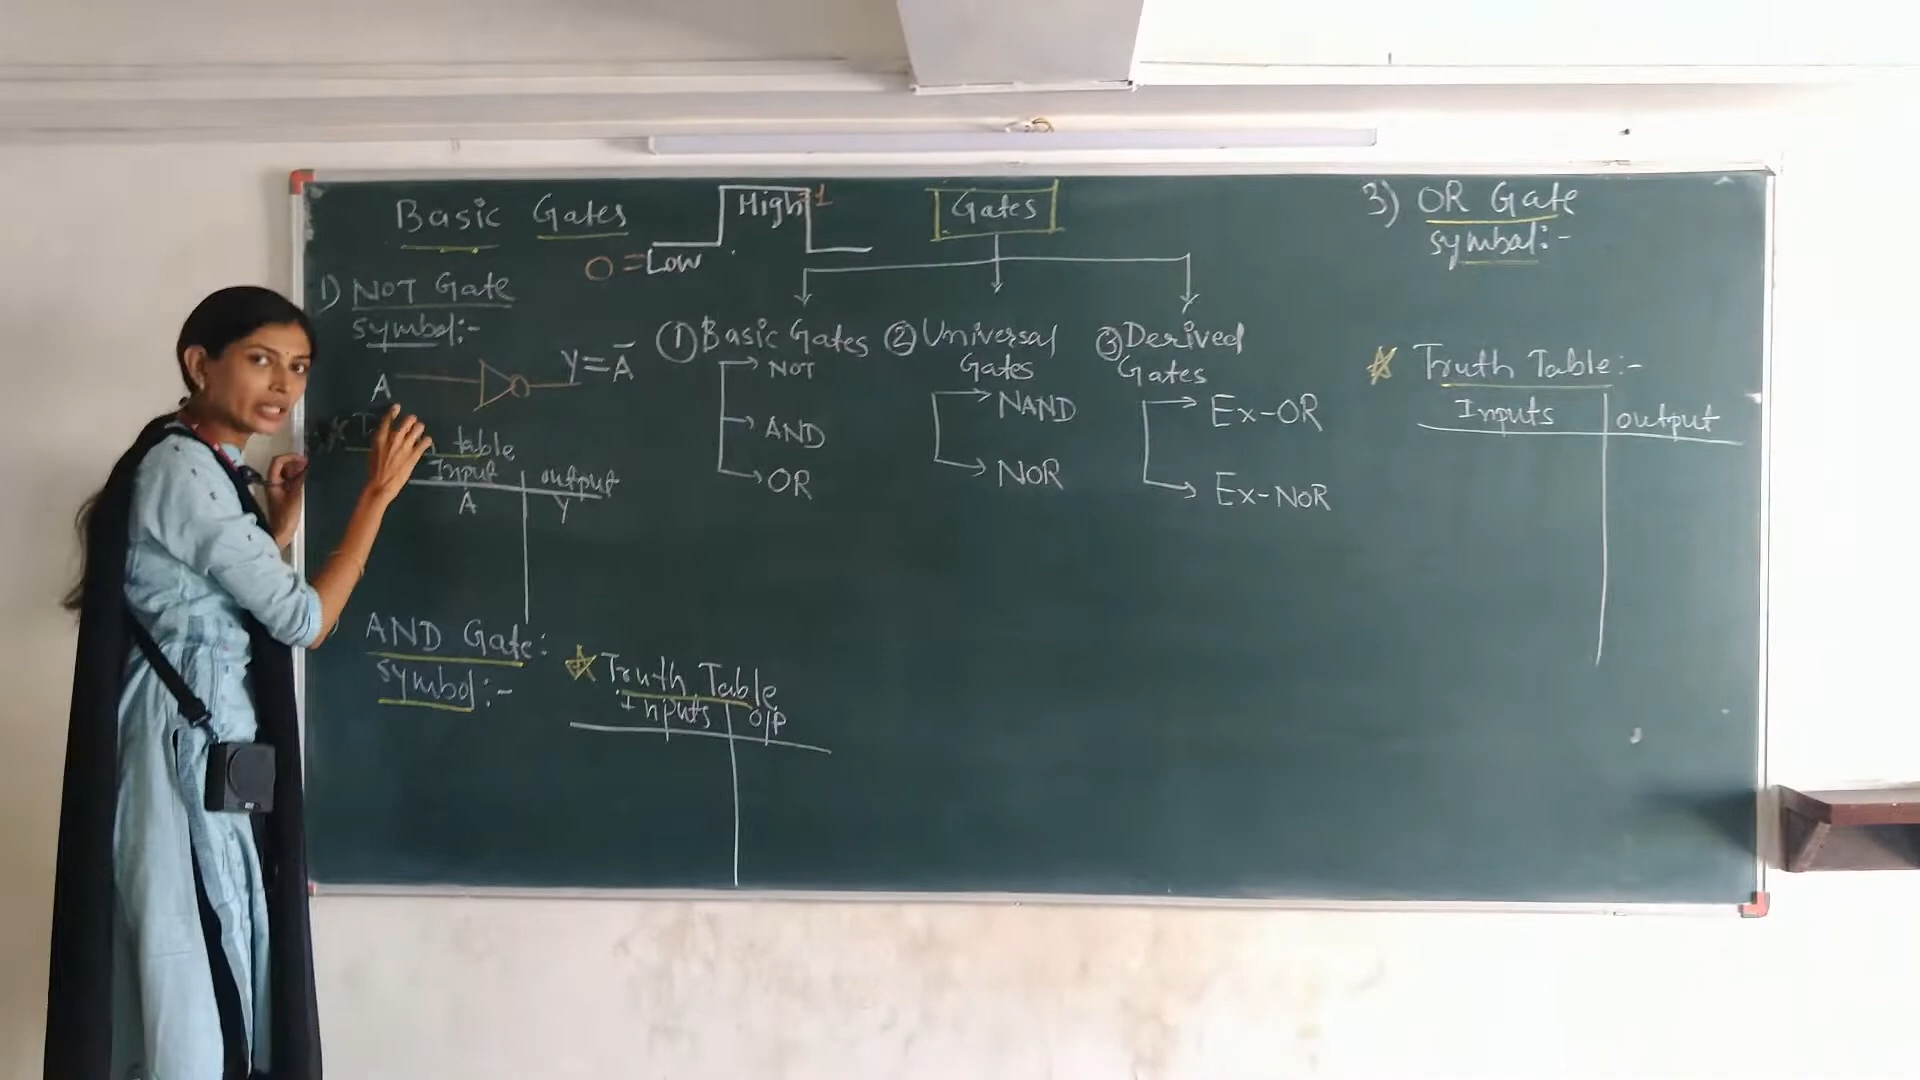 Basic Gates
High=1
0=Low
1) NOT Gate
symbol:-
A
Y=A̅
table
Input output
A Y
AND Gate:
symbol:-
Truth Table
Inputs O/P
Gates
① Basic Gates
NOT
AND
OR
② Universal
Gates
NAND
NOR
③ Derived
Gates
Ex-OR
Ex-NOR
3) OR Gate
symbol:-
Truth Table:-
Inputs output